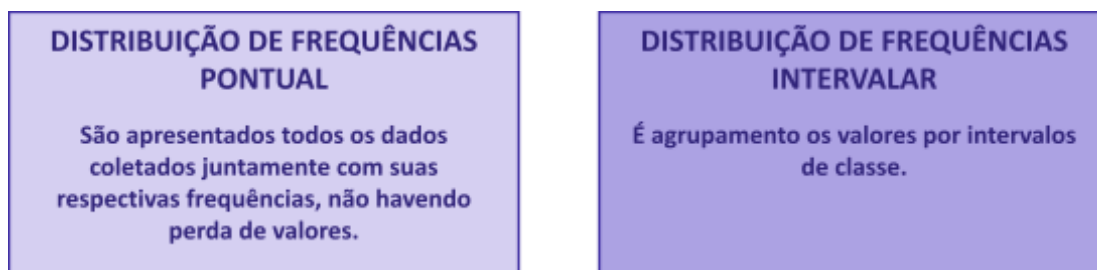 DISTRIBUIÇÃO DE FREQUÊNCIAS
PONTUAL
São apresentados todos os dados
coletados juntamente com suas
respectivas frequências, não havendo
perda de valores.
DISTRIBUIÇÃO DE FREQUÊNCIAS
INTERVALAR
É agrupamento os valores por intervalos
de classe.